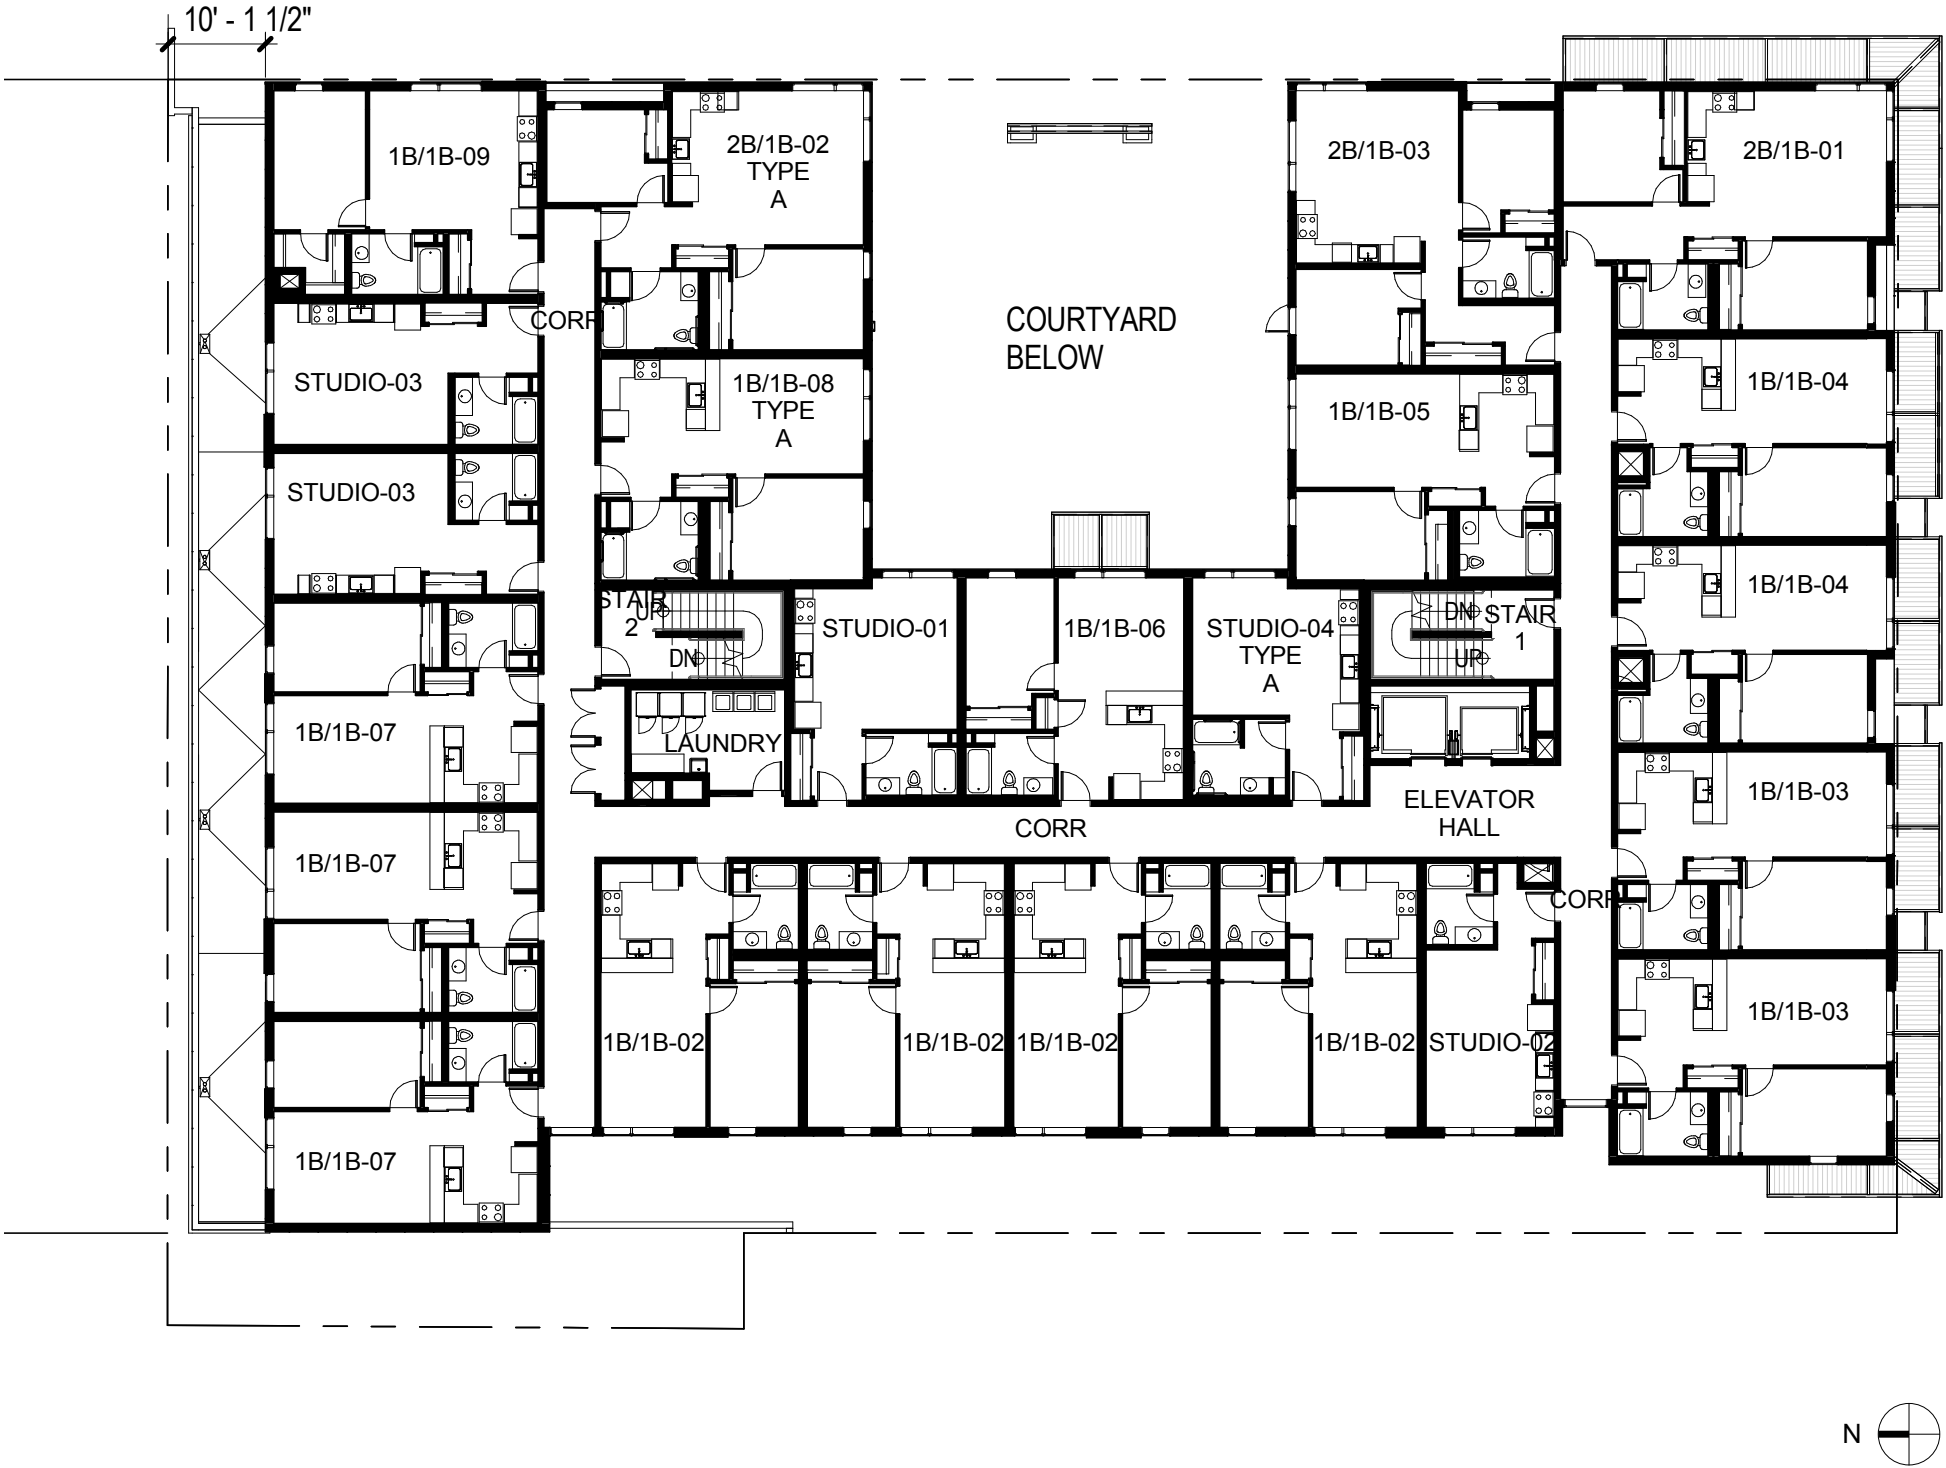 10' - 1 1/2"
1B/1B-09
2B/1B-02
TYPE
A
2B/1B-03
2B/1B-01
CORR
COURTYARD
BELOW
STUDIO-03
1B/1B-08
TYPE
A
1B/1B-05
1B/1B-04
STUDIO-03
1B/1B-04
STAIR
2
UP
DN
STUDIO-01
1B/1B-06
STUDIO-04
TYPE
A
DN
UP
STAIR
1
1B/1B-07
LAUNDRY
ELEVATOR
HALL
1B/1B-03
CORR
1B/1B-07
CORR
1B/1B-02
1B/1B-02
1B/1B-02
1B/1B-02
STUDIO-02
1B/1B-03
1B/1B-07
N